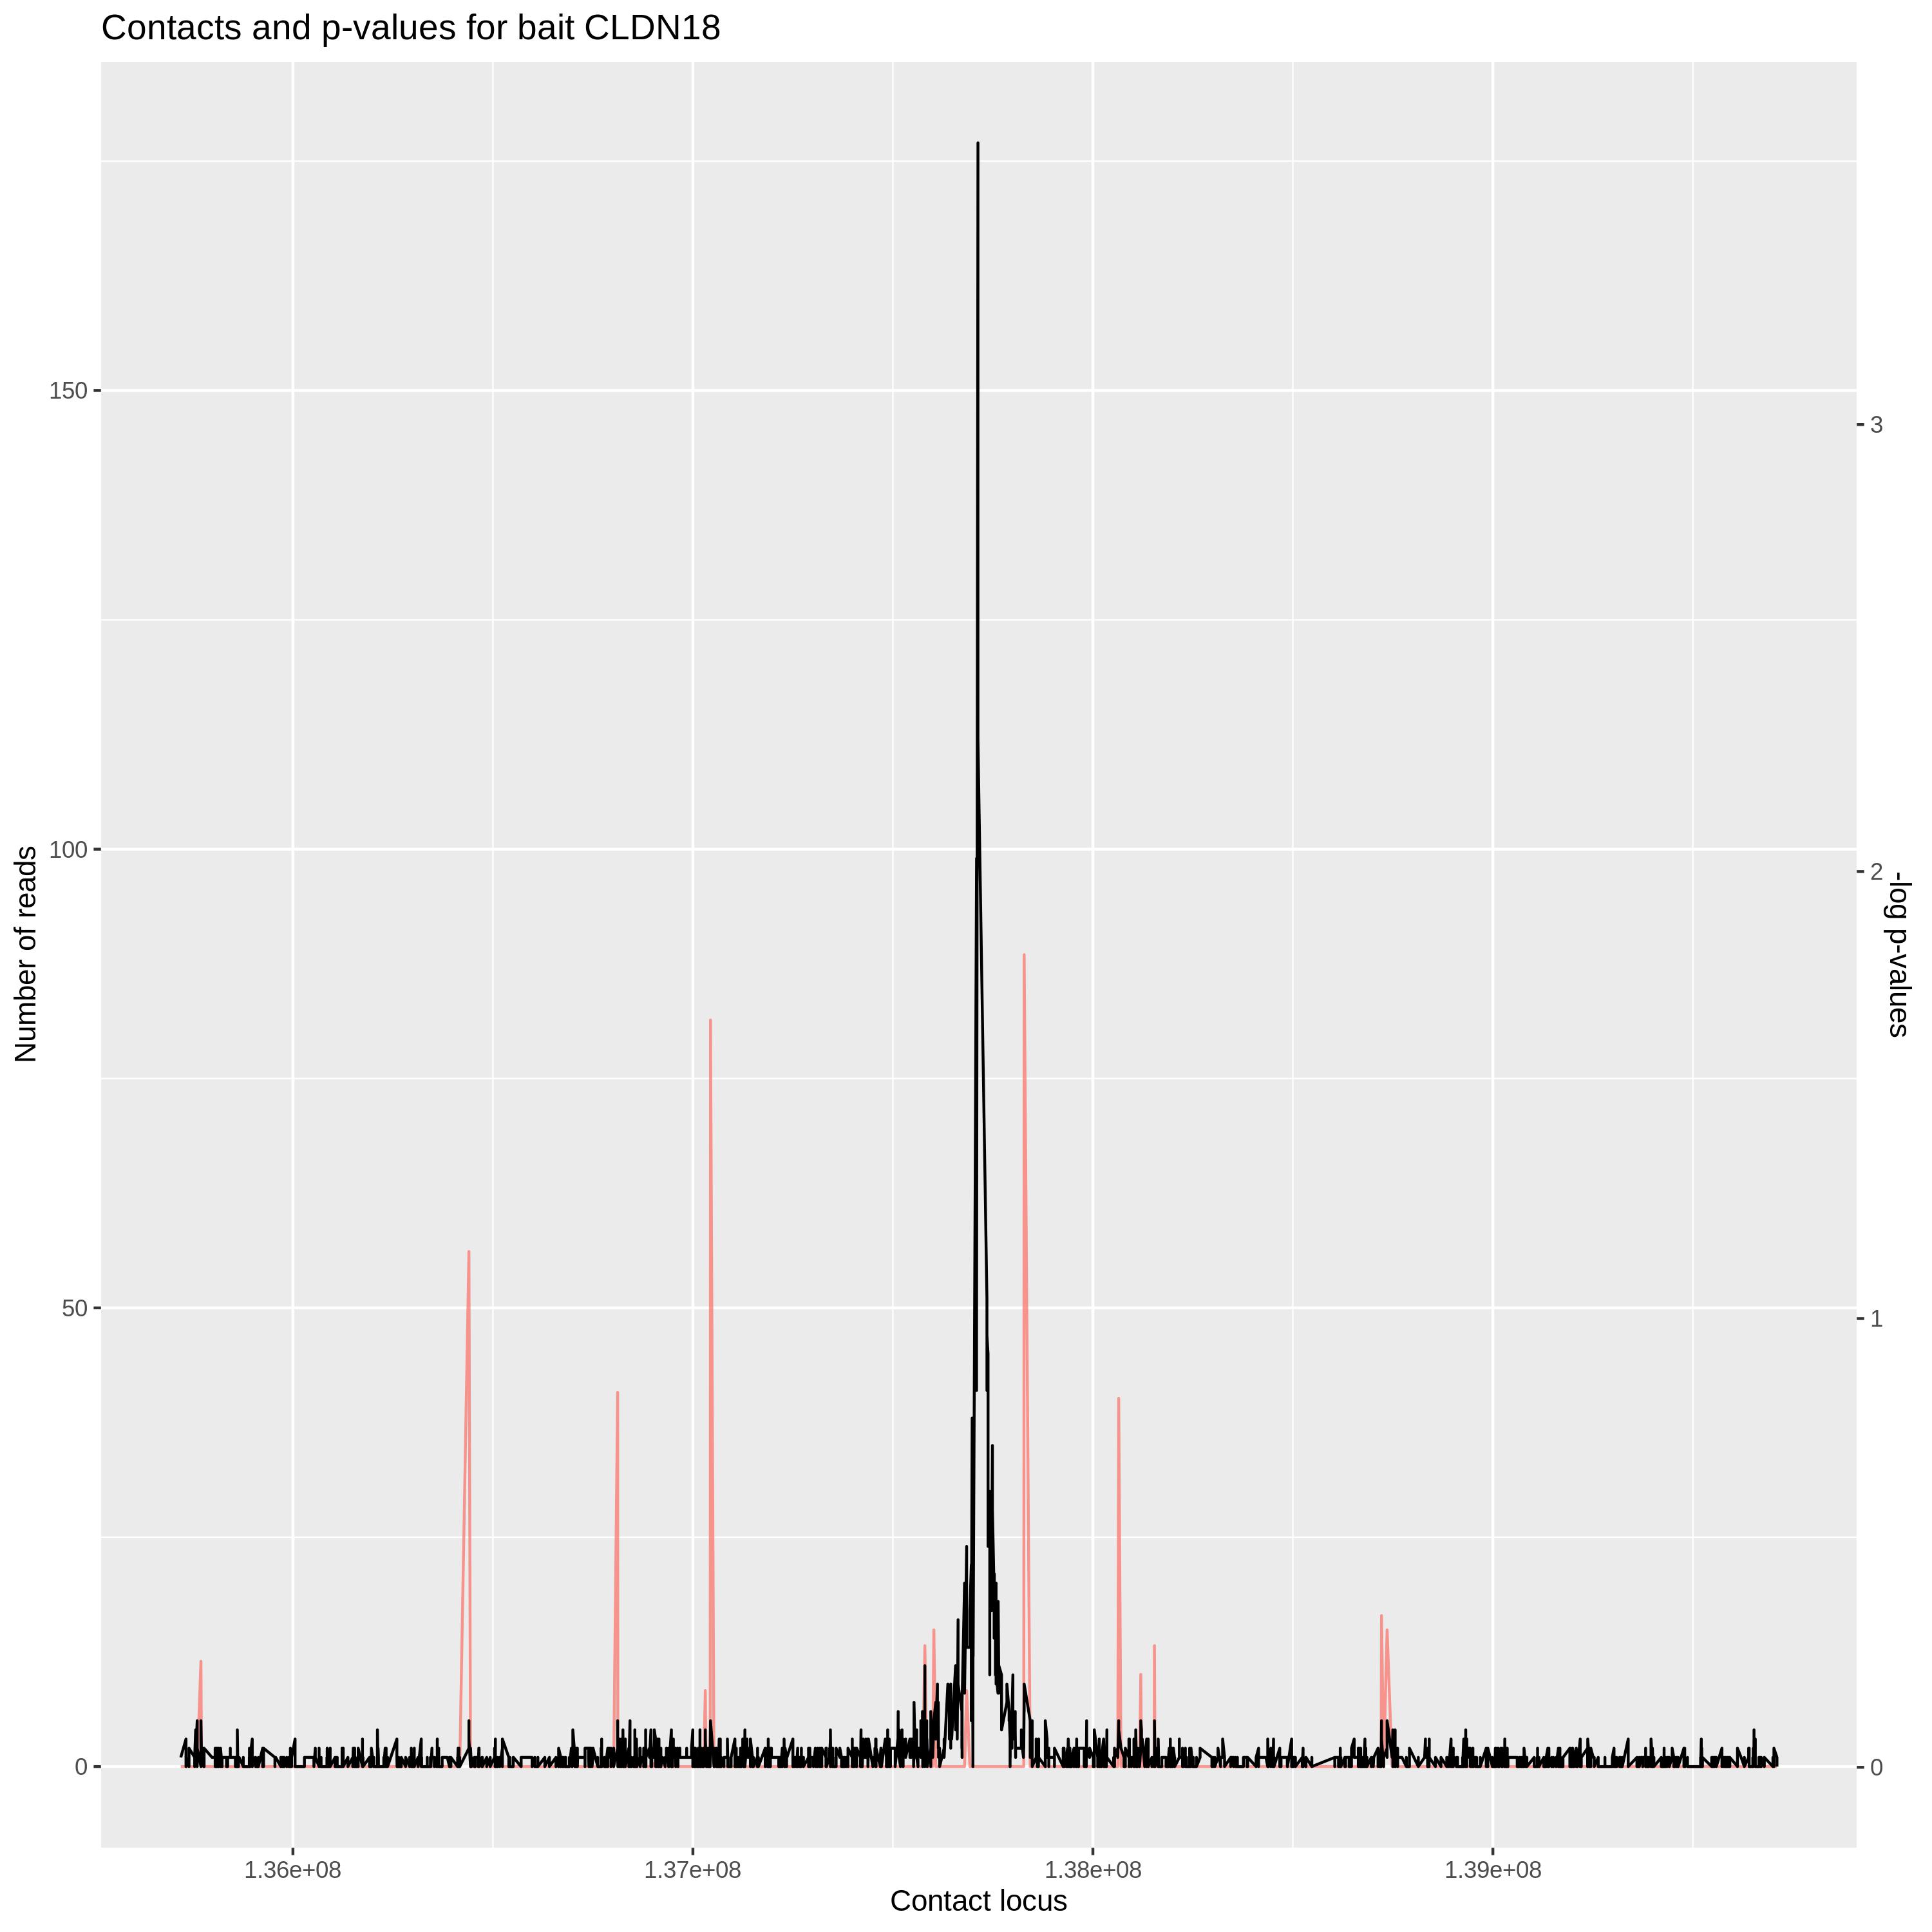 Contacts and p-values for bait CLDN18
150
100
50
0
Number of reads
3
2
1
0
-log p-values
1.36e+08
1.37e+08
1.38e+08
1.39e+08
Contact locus